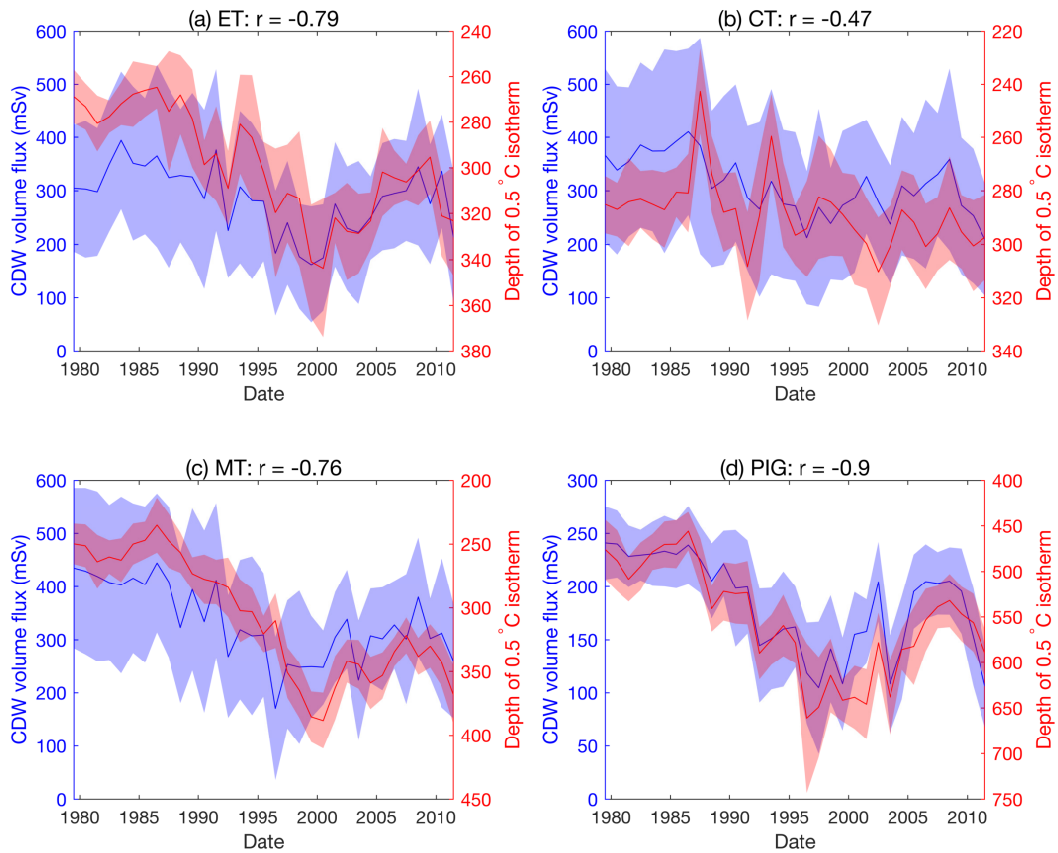 (a) ET: r = -0.79
600
500
400
300
200
100
0
CDW volume flux (mSv)
240
260
280
300
320
340
360
380
Depth of 0.5 °C isotherm
1980 1985 1990 1995 2000 2005 2010
Date
(b) CT: r = -0.47
600
500
400
300
200
100
0
CDW volume flux (mSv)
220
240
260
280
300
320
340
Depth of 0.5 °C isotherm
1980 1985 1990 1995 2000 2005 2010
Date
(c) MT: r = -0.76
600
500
400
300
200
100
0
CDW volume flux (mSv)
200
250
300
350
400
450
Depth of 0.5 °C isotherm
1980 1985 1990 1995 2000 2005 2010
Date
(d) PIG: r = -0.9
300
250
200
150
100
50
0
CDW volume flux (mSv)
400
450
500
550
600
650
700
750
Depth of 0.5 °C isotherm
1980 1985 1990 1995 2000 2005 2010
Date